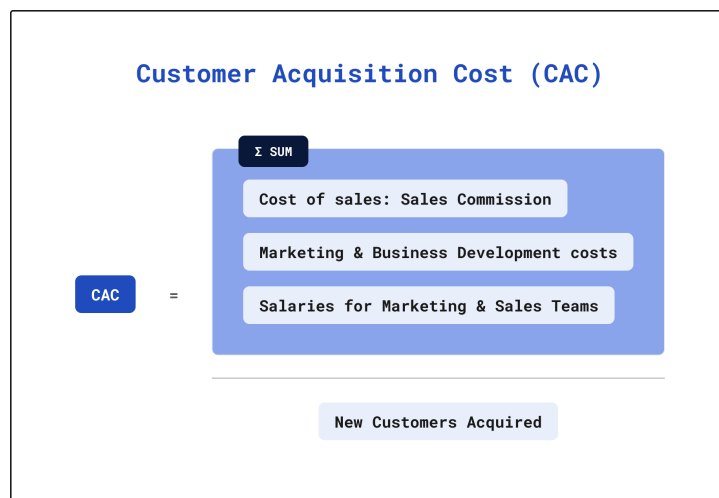 Customer Acquisition Cost (CAC)
Σ SUM
Cost of sales: Sales Commission
Marketing & Business Development costs
Salaries for Marketing & Sales Teams
CAC =
New Customers Acquired